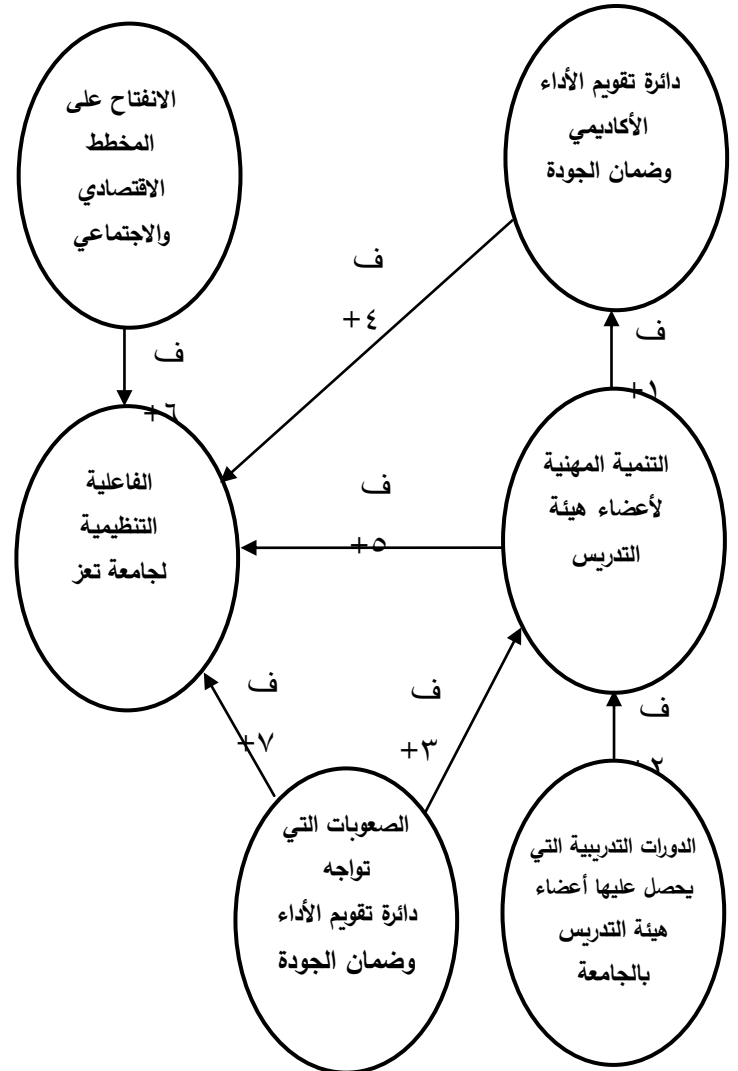 دائرة تقويم الأداء
الأكاديمي
وضمان الجودة
الانفتاح على
المخطط
الاقتصادي
والاجتماعي
ف
+٤
ف
+١
ف
+٦
التنمية المهنية
لأعضاء هيئة
التدريس
الفاعلية
التنظيمية
لجامعة تعز
ف
+٥
ف
+٢
ف
+٣
ف
+٧
الدورات التدريبية التي
يحصل عليها أعضاء
هيئة التدريس
بالجامعة
الصعوبات التي
تواجه
دائرة تقويم الأداء
وضمان الجودة